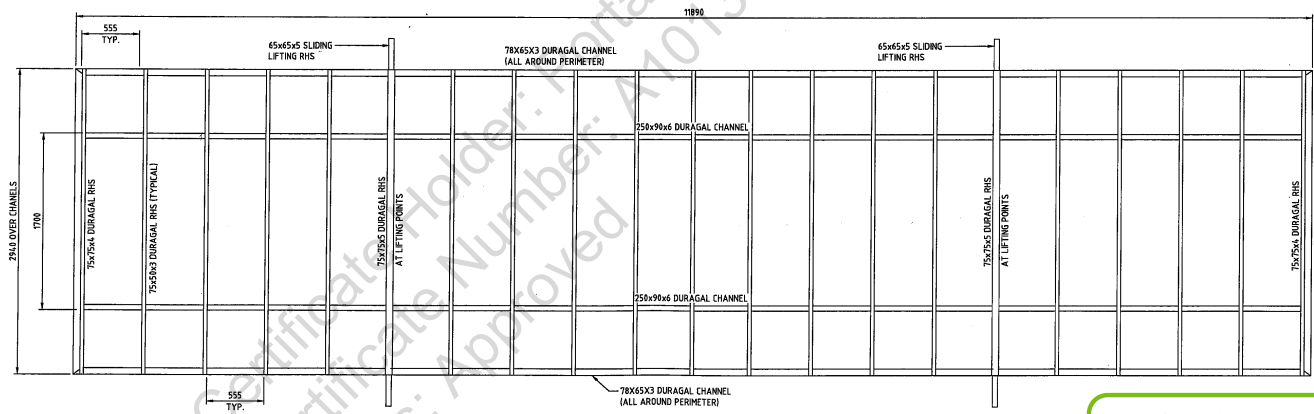 11890
555
TYP.
65x65x5 SLIDING
LIFTING RHS
78X65X3 DURAGAL CHANNEL
(ALL AROUND PERIMETER)
65x65x5 SLIDING
LIFTING RHS
250x90x6 DURAGAL CHANNEL
2940 OVER CHANELS
1700
75x75x4 DURAGAL RHS
75x50x3 DURAGAL RHS (TYPICAL)
75x75x5 DURAGAL RHS
AT LIFTING POINTS
75x75x5 DURAGAL RHS
AT LIFTING POINTS
75x75x4 DURAGAL RHS
250x90x6 DURAGAL CHANNEL
555
TYP.
78X65X3 DURAGAL CHANNEL
(ALL AROUND PERIMETER)
Certificate Holder: Porta
Certificate Number: A1013
Approved